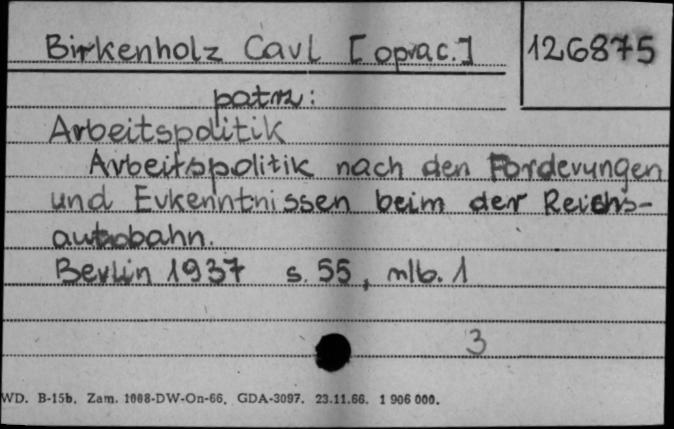 Birkenholz Carl [oprac.] 126875
patrz:
Arbeitspolitik
Arbeitspolitik nach den Forderungen
und Erkenntnissen beim der Reichs-
autobahn.
Berlin 1937 s. 55, nlb. 1
3
WD. B-15b. Zam. 1008-DW-On-66. GDA-3097. 23.11.66. 1 906 000.